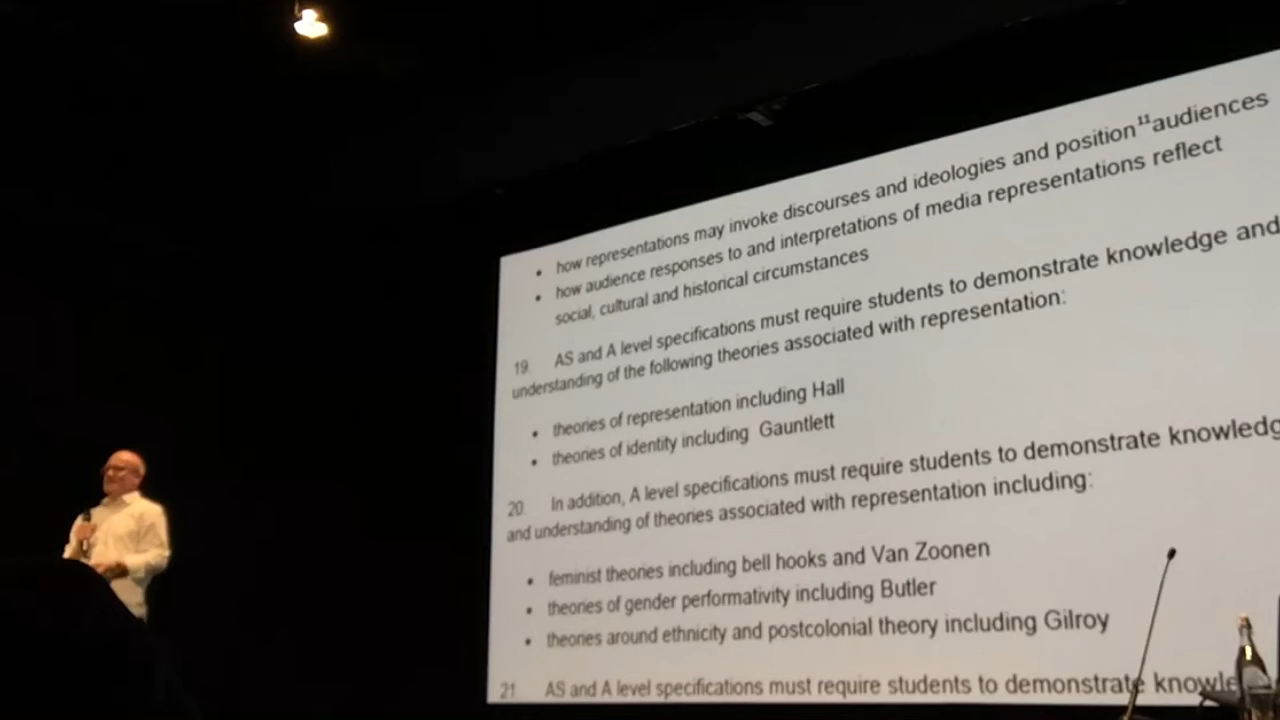 • how representations may invoke discourses and ideologies and position¹¹audiences
• how audience responses to and interpretations of media representations reflect
social, cultural and historical circumstances
19. AS and A level specifications must require students to demonstrate knowledge and
understanding of the following theories associated with representation:
• theories of representation including Hall
• theories of identity including Gauntlett
20. In addition, A level specifications must require students to demonstrate knowledg
and understanding of theories associated with representation including:
• feminist theories including bell hooks and Van Zoonen
• theories of gender performativity including Butler
• theories around ethnicity and postcolonial theory including Gilroy
21. AS and A level specifications must require students to demonstrate knowle